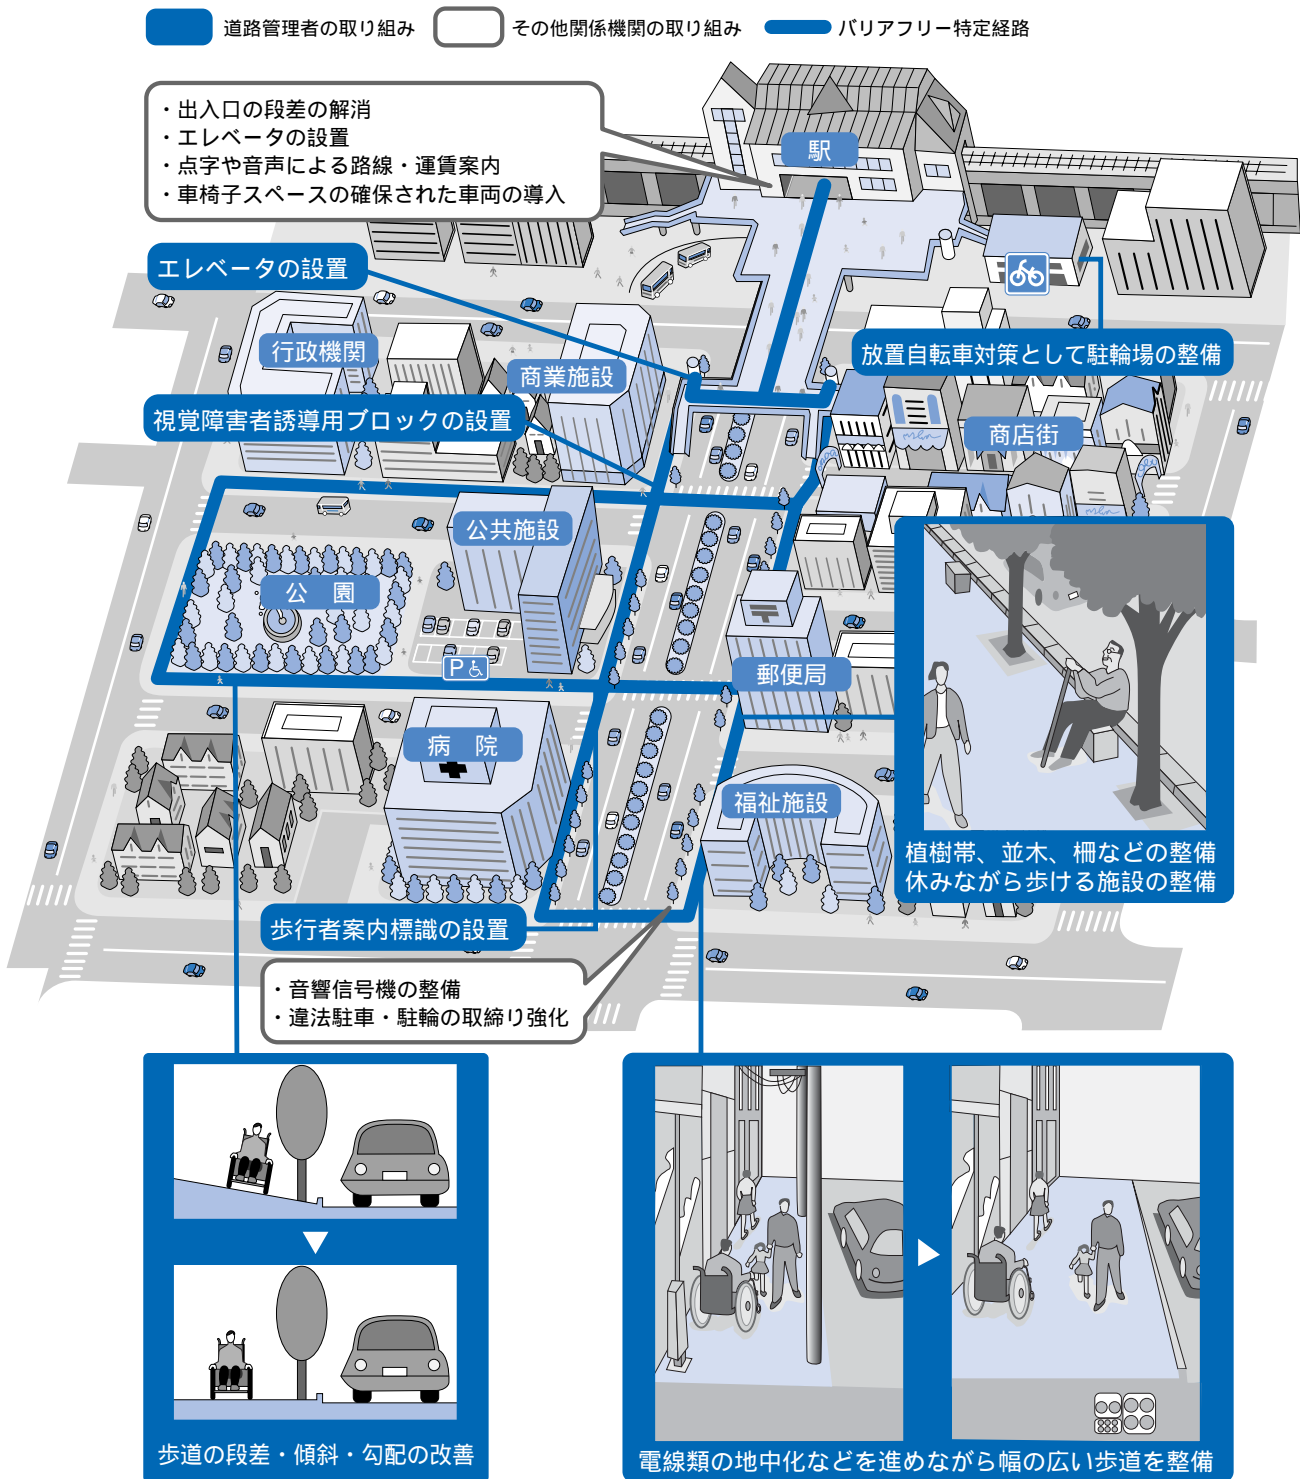 道路管理者の取り組み
その他関係機関の取り組み
バリアフリー特定経路
・出入口の段差の解消
・エレベータの設置
・点字や音声による路線・運賃案内
・車椅子スペースの確保された車両の導入
駅
エレベータの設置
行政機関
商業施設
放置自転車対策として駐輪場の整備
視覚障害者誘導用ブロックの設置
商店街
公共施設
公 園
P
郵便局
病 院
福祉施設
植樹帯、並木、柵などの整備
休みながら歩ける施設の整備
歩行者案内標識の設置
・音響信号機の整備
・違法駐車・駐輪の取締り強化
歩道の段差・傾斜・勾配の改善
電線類の地中化などを進めながら幅の広い歩道を整備